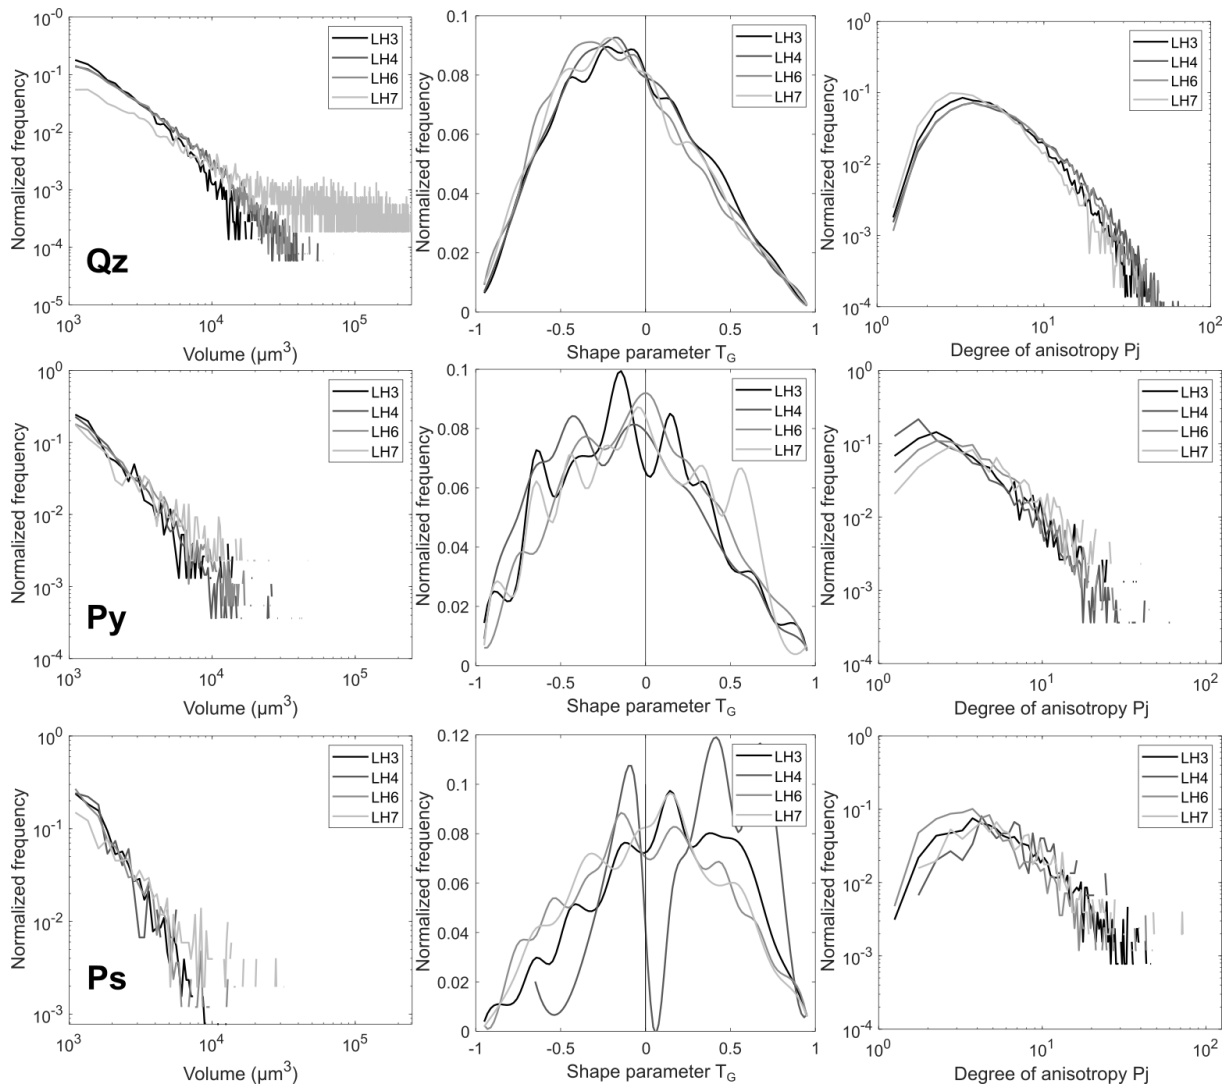 Normalized frequency
10^-0
10^-1
10^-2
10^-3
10^-4
10^-5
10^3
10^4
10^5
Volume (µm^3)
LH3
LH4
LH6
LH7
Qz
Normalized frequency
0.1
0.08
0.06
0.04
0.02
0
-1
-0.5
0
0.5
1
Shape parameter T_G
LH3
LH4
LH6
LH7
Normalized frequency
10^0
10^-1
10^-2
10^-3
10^-4
10^0
10^1
10^2
Degree of anisotropy Pj
LH3
LH4
LH6
LH7
Normalized frequency
10^0
10^-1
10^-2
10^-3
10^-4
10^3
10^4
10^5
Volume (µm^3)
LH3
LH4
LH6
LH7
Py
Normalized frequency
0.1
0.08
0.06
0.04
0.02
0
-1
-0.5
0
0.5
1
Shape parameter T_G
LH3
LH4
LH6
LH7
Normalized frequency
10^0
10^-1
10^-2
10^-3
10^-4
10^0
10^1
10^2
Degree of anisotropy Pj
LH3
LH4
LH6
LH7
Normalized frequency
10^0
10^-1
10^-2
10^-3
10^3
10^4
10^5
Volume (µm^3)
LH3
LH4
LH6
LH7
Ps
Normalized frequency
0.12
0.1
0.08
0.06
0.04
0.02
0
-1
-0.5
0
0.5
1
Shape parameter T_G
LH3
LH4
LH6
LH7
Normalized frequency
10^0
10^-1
10^-2
10^-3
10^-4
10^0
10^1
10^2
Degree of anisotropy Pj
LH3
LH4
LH6
LH7